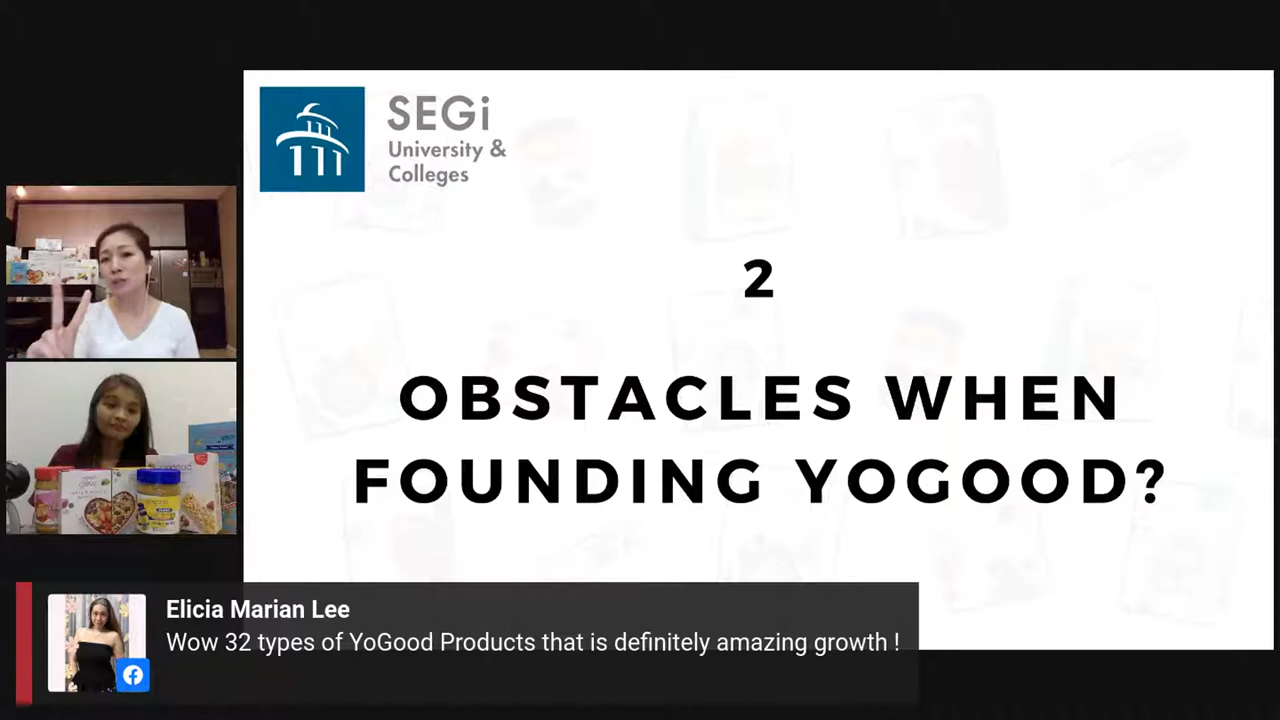 SEGi
University &
Colleges
2
OBSTACLES WHEN
FOUNDING YOGOOD?
Elicia Marian Lee
Wow 32 types of YoGood Products that is definitely amazing growth !